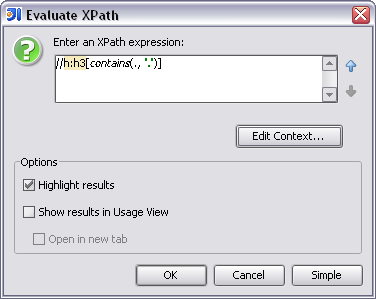 Evaluate XPath
Enter an XPath expression:
//h:h3[contains(., '.')]
Edit Context...
Options
Highlight results
Show results in Usage View
Open in new tab
OK Cancel Simple